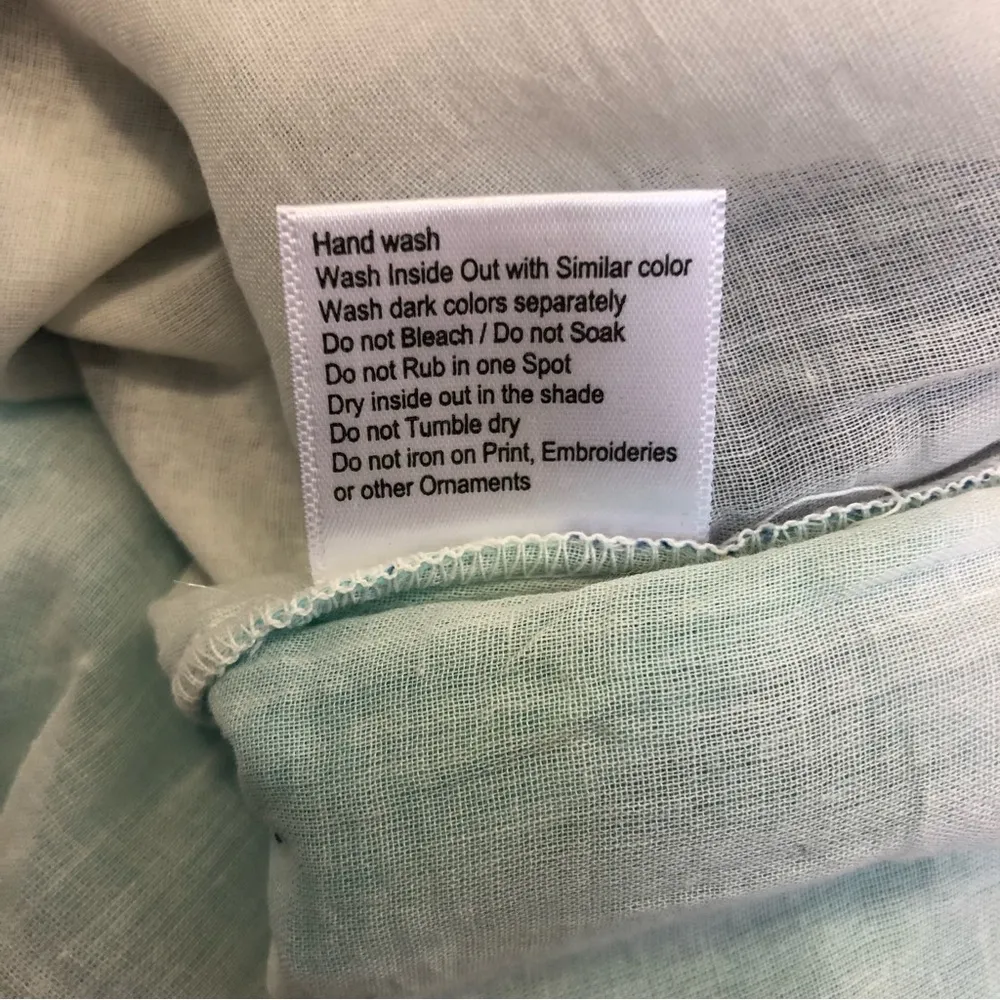 Hand wash
Wash Inside Out with Similar color
Wash dark colors separately
Do not Bleach / Do not Soak
Do not Rub in one Spot
Dry inside out in the shade
Do not Tumble dry
Do not iron on Print, Embroideries
or other Ornaments